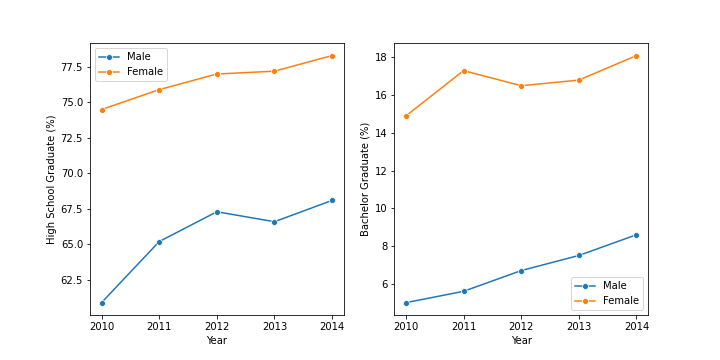 Male
Female
77.5
75.0
72.5
70.0
67.5
65.0
62.5
High School Graduate (%)
2010 2011 2012 2013 2014
Year
18
16
14
12
10
8
6
Bachelor Graduate (%)
Male
Female
2010 2011 2012 2013 2014
Year